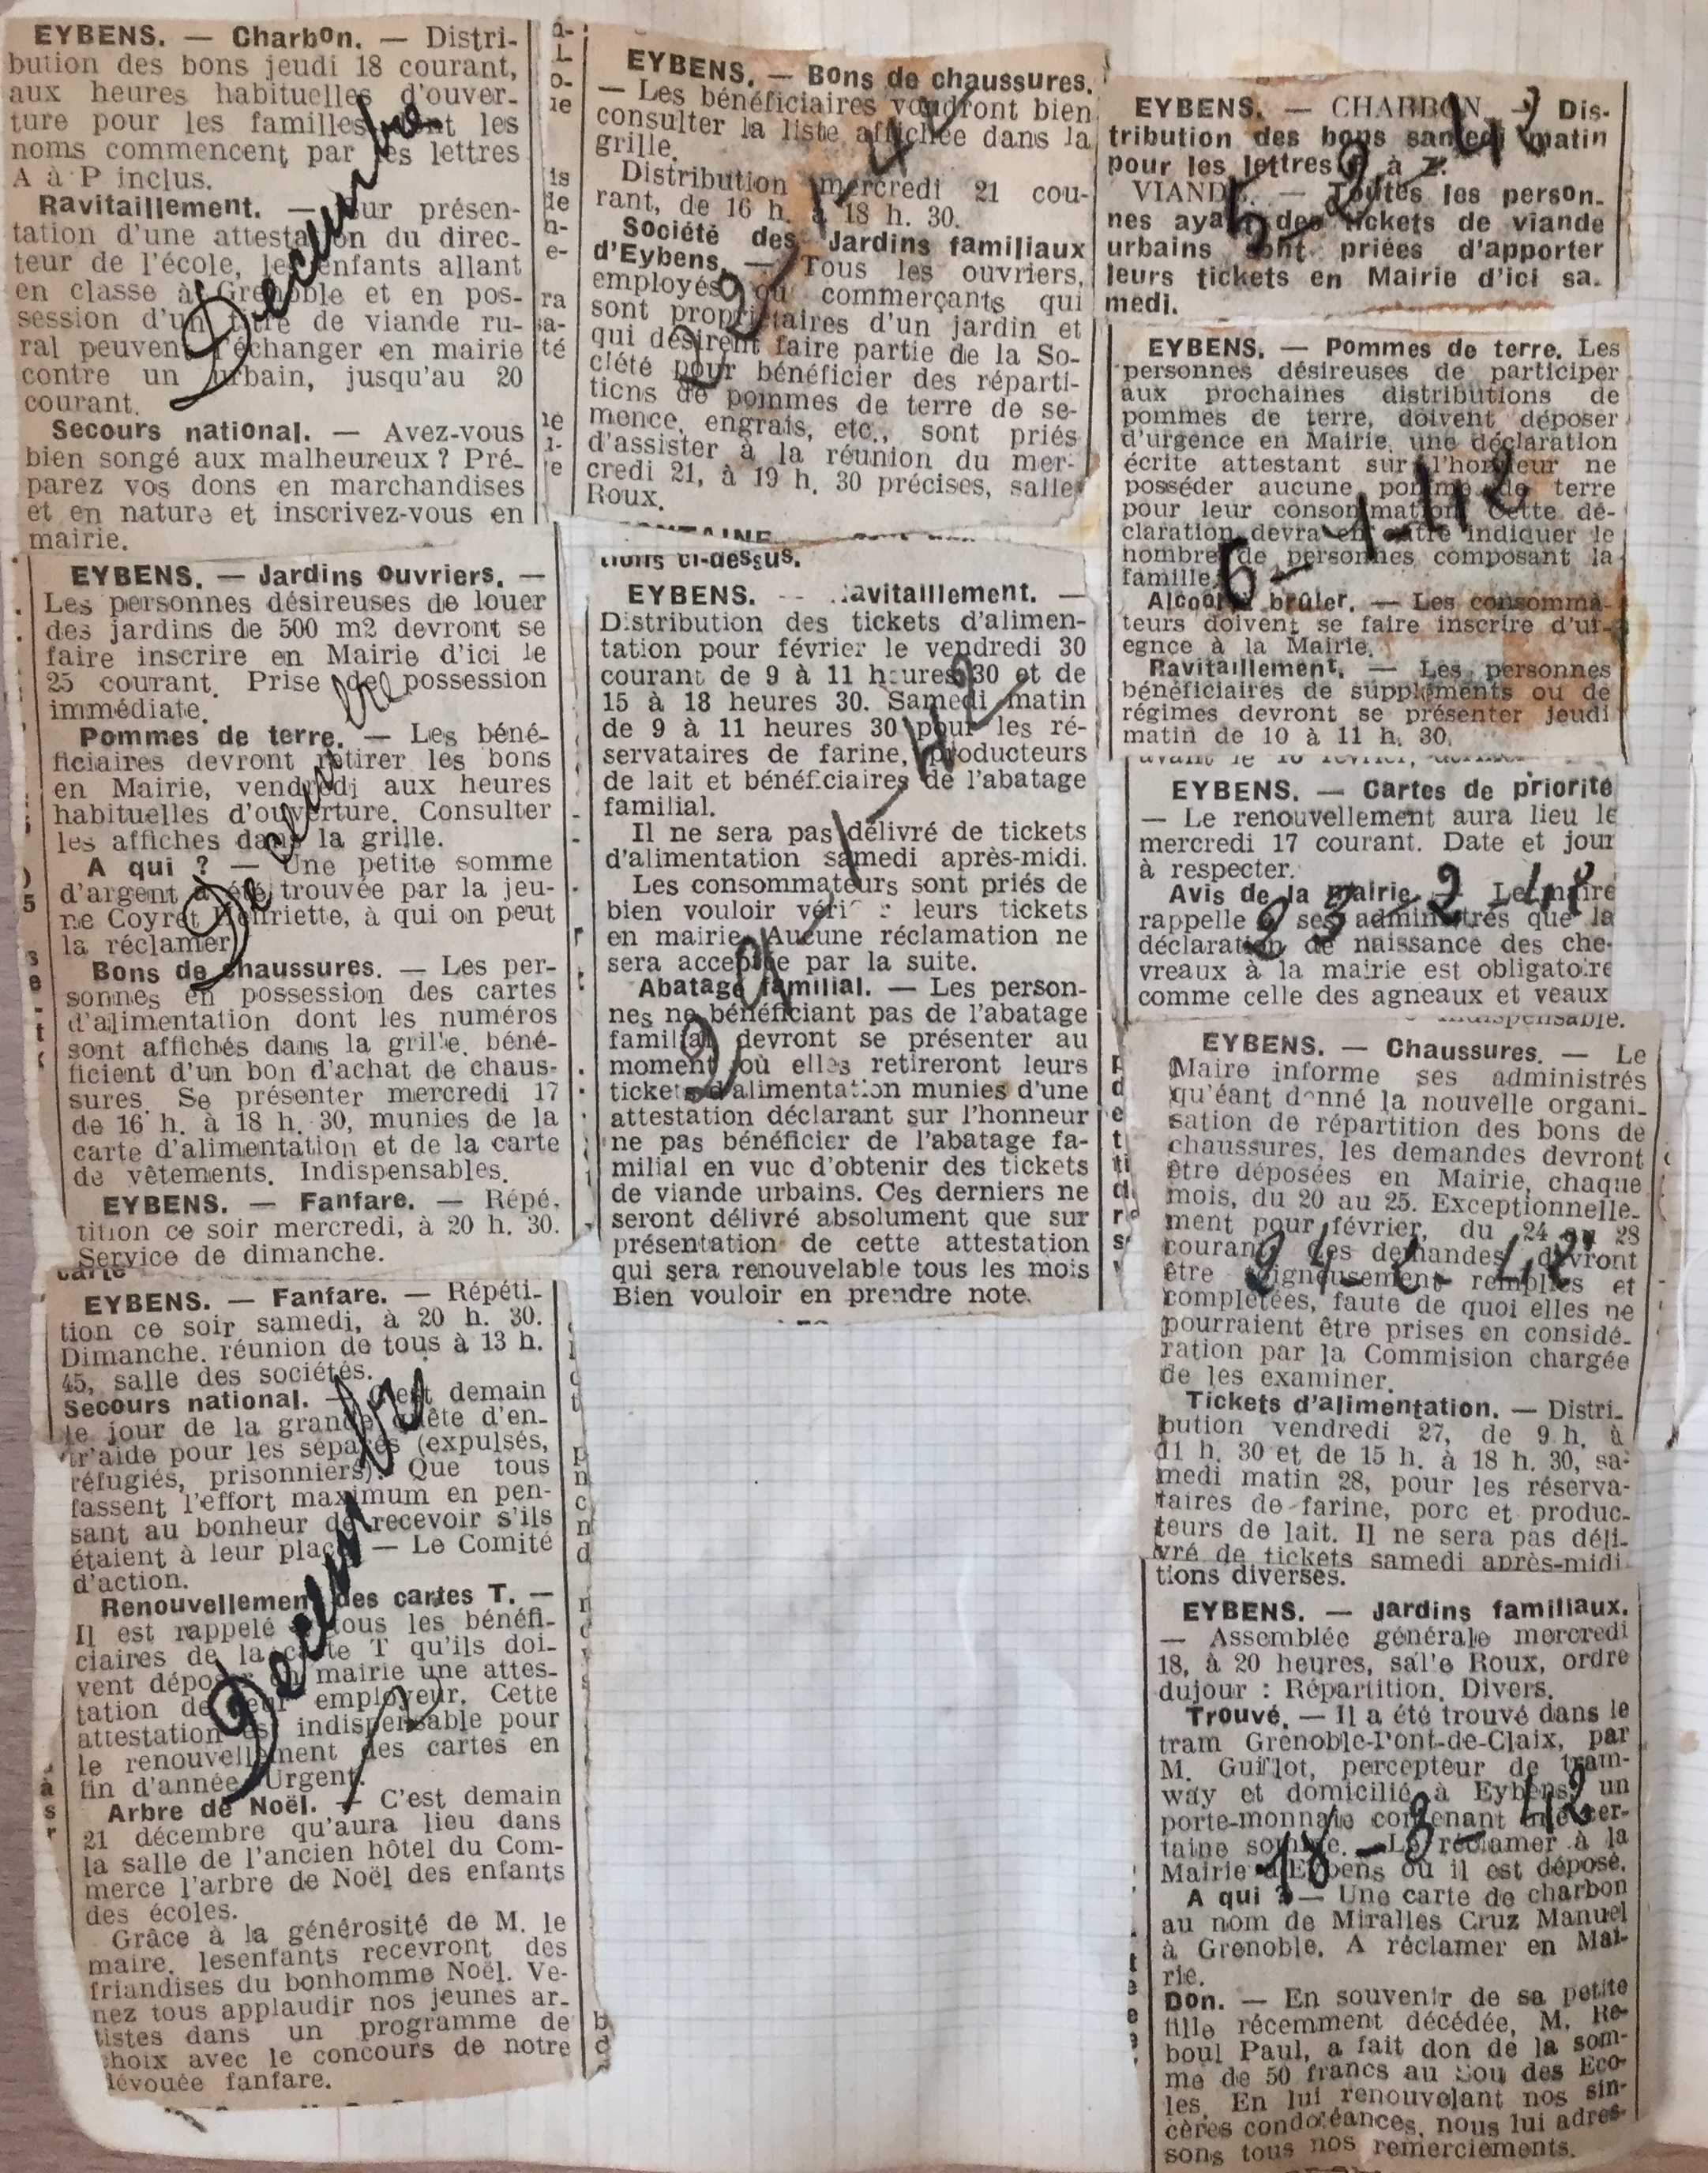 EYBENS. — Charbon. — Distri-
bution des bons jeudi 18 courant,
aux heures habituelles d'ouver-
ture pour les familles dont les
noms commencent par les lettres
A à P inclus.
Ravitaillement. — Sur présen-
tation d'une attestation du direc-
teur de l'école, les enfants allant
en classe à Grenoble et en pos-
session d'un titre de viande ru-
ral peuvent l'échanger en mairie
contre un urbain, jusqu'au 20
courant.
Secours national. — Avez-vous
bien songé aux malheureux ? Pré-
parez vos dons en marchandises
et en nature et inscrivez-vous en
mairie.
Decembre
EYBENS. — Jardins ouvriers. —
Les personnes désireuses de louer
des jardins de 500 m2 devront se
faire inscrire en Mairie d'ici le
25 courant. Prise de possession
immédiate.
Pommes de terre. — Les béné-
ficiaires devront retirer les bons
en Mairie, vendredi aux heures
habituelles d'ouverture. Consulter
les affiches dans la grille.
A qui ? — Une petite somme
d'argent a été trouvée par la jeu-
ne Coyret Henriette, à qui on peut
la réclamer.
Bons de chaussures. — Les per-
sonnes en possession des cartes
d'alimentation dont les numéros
sont affichés dans la grille, béné-
ficient d'un bon d'achat de chaus-
sures. Se présenter mercredi 17
de 16 h. à 18 h. 30, munies de la
carte d'alimentation et de la carte
de vêtements. Indispensables.
EYBENS. — Fanfare. — Répé.
tition ce soir mercredi, à 20 h. 30.
Service de dimanche.
Decembre
carte
EYBENS. — Fanfare. — Répéti-
tion ce soir samedi, à 20 h. 30.
Dimanche. réunion de tous à 13 h.
45, salle des sociétés.
Secours national. — C'est demain
le jour de la grande quête d'en-
tr'aide pour les séparés (expulsés,
réfugiés, prisonniers). Que tous
fassent l'effort maximum en pen-
sant au bonheur de recevoir s'ils
étaient à leur place. — Le Comité
d'action.
Renouvellement des cartes T. —
Il est rappelé à tous les bénéfi-
ciaires de la carte T qu'ils doi-
vent déposer en mairie une attes-
tation de leur employeur. Cette
attestation est indispensable pour
le renouvellement des cartes en
fin d'année. Urgent.
Arbre de Noël. — C'est demain
21 décembre qu'aura lieu dans
la salle de l'ancien hôtel du Com-
merce l'arbre de Noël des enfants
des écoles.
Grâce à la générosité de M. le
maire, lesenfants recevront des
friandises du bonhomme Noël. Ve-
nez tous applaudir nos jeunes ar-
tistes dans un programme de
choix avec le concours de notre
dévouée fanfare.
Decembre
EYBENS. — Bons de chaussures.
— Les bénéficiaires voudront bien
consulter la liste affichée dans la
grille.
Distribution mercredi 21 cou-
rant, de 16 h. à 18 h. 30.
Société des Jardins familiaux
d'Eybens. — Tous les ouvriers,
employés ou commerçants qui
sont propriétaires d'un jardin et
qui désirent faire partie de la So-
ciété pour bénéficier des réparti-
tions de pommes de terre de se-
mence, engrais, etc., sont priés
d'assister à la réunion du mer-
credi 21, à 19 h. 30 précises, salle
Roux.
tions ci-dessus.
EYBENS. -- Ravitaillement. —
Distribution des tickets d'alimen-
tation pour février le vendredi 30
courant de 9 à 11 heures 30 et de
15 à 18 heures 30. Samedi matin
de 9 à 11 heures 30 pour les ré-
servataires de farine, producteurs
de lait et bénéficiaires de l'abatage
familial.
Il ne sera pas délivré de tickets
d'alimentation samedi après-midi.
Les consommateurs sont priés de
bien vouloir véri : leurs tickets
en mairie. Aucune réclamation ne
sera acceptée par la suite.
Abatage familial. — Les person-
nes ne bénéficiant pas de l'abatage
familial devront se présenter au
moment où elles retireront leurs
tickets d'alimentation munies d'une
attestation déclarant sur l'honneur
ne pas bénéficier de l'abatage fa-
milial en vue d'obtenir des tickets
de viande urbains. Ces derniers ne
seront délivré absolument que sur
présentation de cette attestation
qui sera renouvelable tous les mois
Bien vouloir en prendre note.
EYBENS. — CHARBON. — Dis-
tribution des bons samedi matin
pour les lettres à Z.
VIANDE. — Toutes les person-
nes ayant des tickets de viande
urbains sont priées d'apporter
leurs tickets en Mairie d'ici sa.
medi.
5-2-42
EYBENS. — Pommes de terre. Les
personnes désireuses de participer
aux prochaines distributions de
pommes de terre, doivent déposer
d'urgence en Mairie, une déclaration
écrite attestant sur l'honneur ne
posséder aucune pomme de terre
pour leur consommation. Cette dé-
claration devra en outre indiquer le
nombre de personnes composant la
famille.
Alcool à brûler. — Les consomma-
teurs doivent se faire inscrire d'ur-
egnce à la Mairie.
Ravitaillement. — Les personnes
bénéficiaires de suppléments ou de
régimes devront se présenter jeudi
matin de 10 à 11 h. 30.
6-1-42
EYBENS. — Cartes de priorité
— Le renouvellement aura lieu le
mercredi 17 courant. Date et jour
à respecter.
Avis de la mairie. — Le maire
rappelle à ses administrés que la
déclaration de naissance des che-
vreaux à la mairie est obligatoire
comme celle des agneaux et veaux
23-2-42
indispensable.
EYBENS. — Chaussures. — Le
Maire informe ses administrés
qu'éant donné la nouvelle organi-
sation de répartition des bons de
chaussures, les demandes devront
être déposées en Mairie, chaque
mois, du 20 au 25. Exceptionnelle-
ment pour février, du 24 au 28
courant. Les demandes devront
être soigneusement remplies et
complétées, faute de quoi elles ne
pourraient être prises en considé-
ration par la Commision chargée
de les examiner.
Tickets d'alimentation. — Distri-
bution vendredi 27, de 9 h. à
11 h. 30 et de 15 h. à 18 h. 30, sa-
medi matin 28, pour les réserva-
taires de farine, porc et produc-
teurs de lait. Il ne sera pas déli-
vré de tickets samedi après-midi
tions diverses.
EYBENS. — Jardins familiaux.
— Assemblée générale mercredi
18, à 20 heures, salle Roux, ordre
dujour : Répartition. Divers.
Trouvé. — Il a été trouvé dans le
tram Grenoble-Pont-de-Claix, par
M. Guillot, percepteur de tram-
way et domicilié à Eybens, un
porte-monnaie contenant une cer-
taine somme. — Le réclamer à la
Mairie d'Eybens où il est déposé.
A qui ? — Une carte de charbon
au nom de Miralles Cruz Manuel
à Grenoble. A réclamer en Mai-
rie.
Don. — En souvenir de sa petite
fille récemment décédée, M. Re-
boul Paul, a fait don de la som-
me de 50 francs au Sou des Eco-
les. En lui renouvelant nos sin-
cères condoléances, nous lui adres-
sons tous nos remerciements.